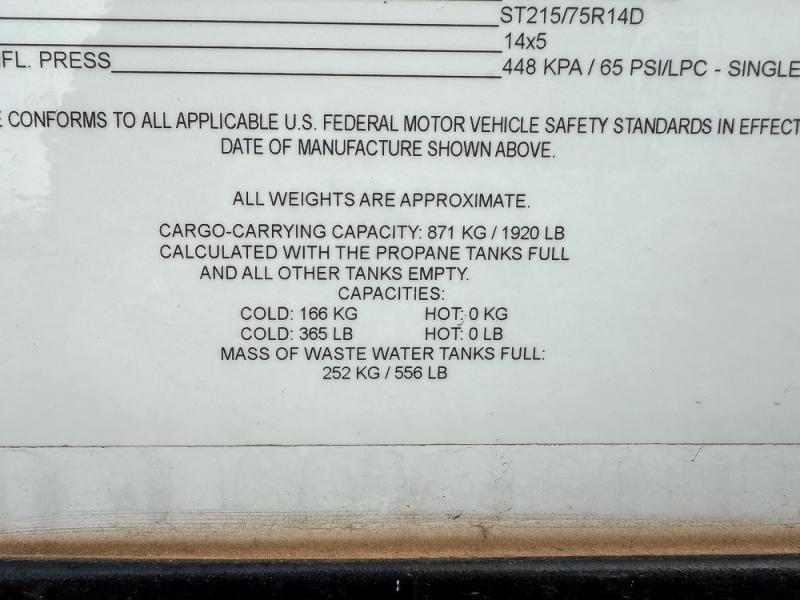 ST215/75R14D
14x5
FL. PRESS 448 KPA / 65 PSI/LPC - SINGLE
CONFORMS TO ALL APPLICABLE U.S. FEDERAL MOTOR VEHICLE SAFETY STANDARDS IN EFFECT
DATE OF MANUFACTURE SHOWN ABOVE.
ALL WEIGHTS ARE APPROXIMATE.
CARGO-CARRYING CAPACITY: 871 KG / 1920 LB
CALCULATED WITH THE PROPANE TANKS FULL
AND ALL OTHER TANKS EMPTY.
CAPACITIES:
COLD: 166 KG HOT: 0 KG
COLD: 365 LB HOT: 0 LB
MASS OF WASTE WATER TANKS FULL:
252 KG / 556 LB